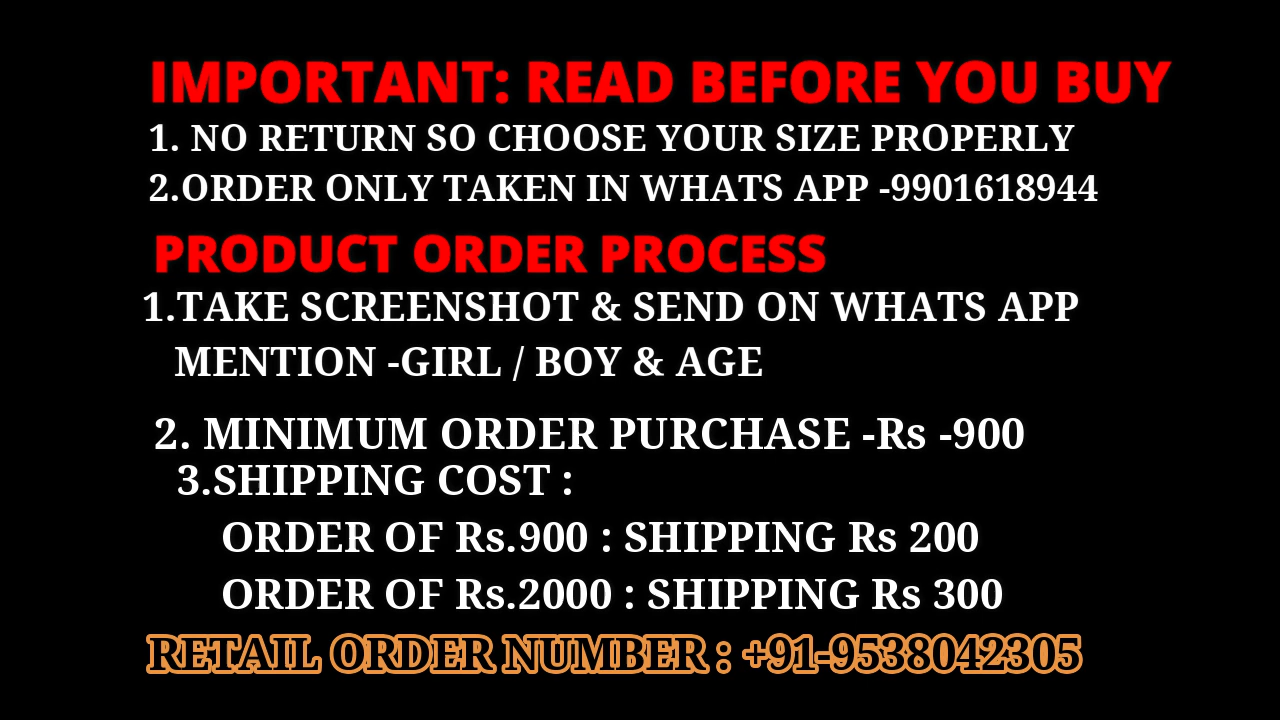 IMPORTANT: READ BEFORE YOU BUY
1. NO RETURN SO CHOOSE YOUR SIZE PROPERLY
2.ORDER ONLY TAKEN IN WHATS APP -9901618944
PRODUCT ORDER PROCESS
1.TAKE SCREENSHOT & SEND ON WHATS APP
MENTION -GIRL / BOY & AGE
2. MINIMUM ORDER PURCHASE -Rs -900
3.SHIPPING COST :
ORDER OF Rs.900 : SHIPPING Rs 200
ORDER OF Rs.2000 : SHIPPING Rs 300
RETAIL ORDER NUMBER : +91-9538042305